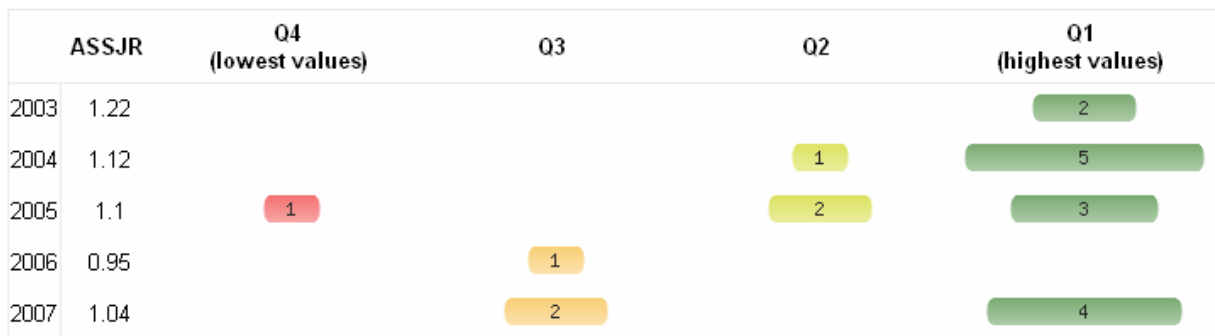 ASSJR Q4 (lowest values) Q3 Q2 Q1 (highest values)
2003 1.22 2
2004 1.12 1 5
2005 1.1 1 2 3
2006 0.95 1
2007 1.04 2 4